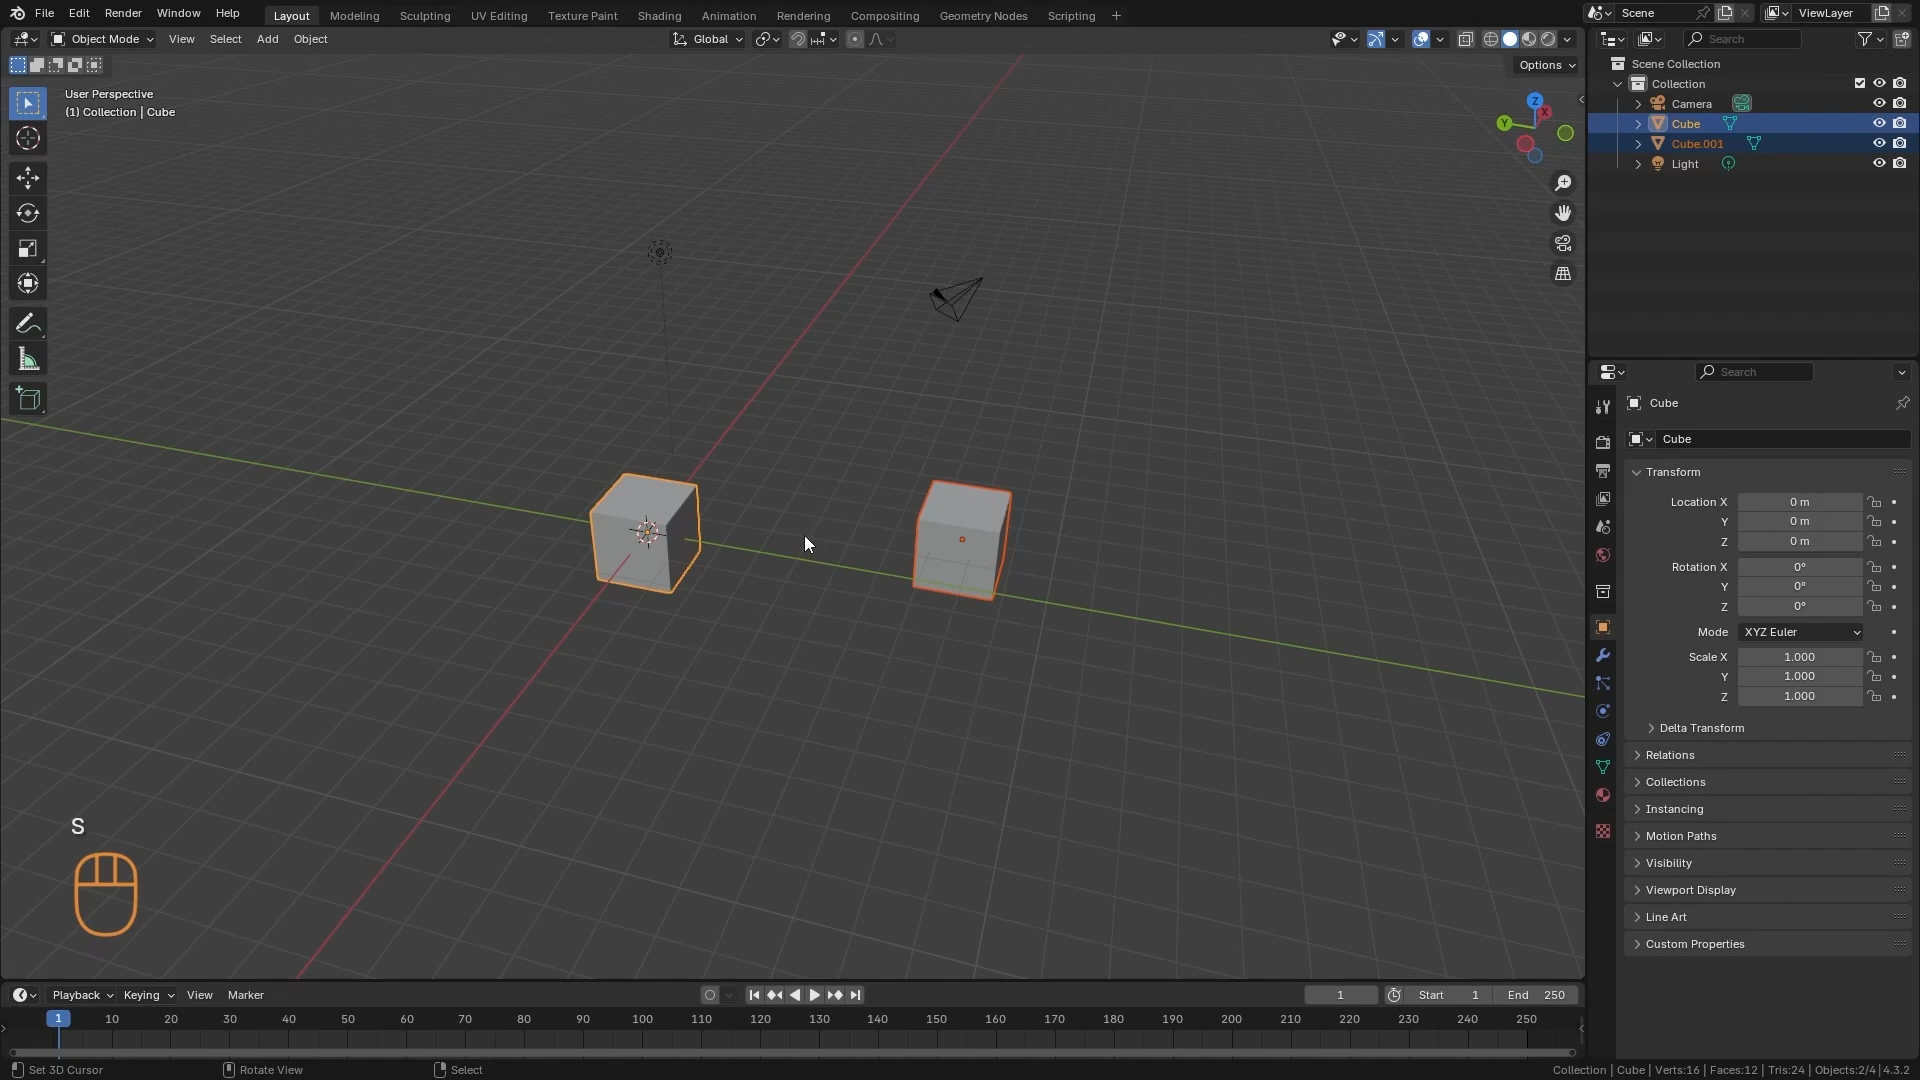 File Edit Render Window Help Layout Modeling Sculpting UV Editing Texture Paint Shading Animation Rendering Compositing Geometry Nodes Scripting + Scene ViewLayer
Object Mode View Select Add Object Global Search
Options
User Perspective
(1) Collection | Cube
Z
X
Y
Scene Collection
Collection
Camera
Cube
Cube.001
Light
Search
Cube
Cube
Transform
Location X 0 m
Y 0 m
Z 0 m
Rotation X 0°
Y 0°
Z 0°
Mode XYZ Euler
Scale X 1.000
Y 1.000
Z 1.000
Delta Transform
Relations
Collections
Instancing
Motion Paths
Visibility
Viewport Display
Line Art
Custom Properties
S
Playback Keying View Marker 1 Start 1 End 250
1 10 20 30 40 50 60 70 80 90 100 110 120 130 140 150 160 170 180 190 200 210 220 230 240 250
Set 3D Cursor Rotate View Select Collection | Cube | Verts:16 | Faces:12 | Tris:24 | Objects:2/4 | 4.3.2